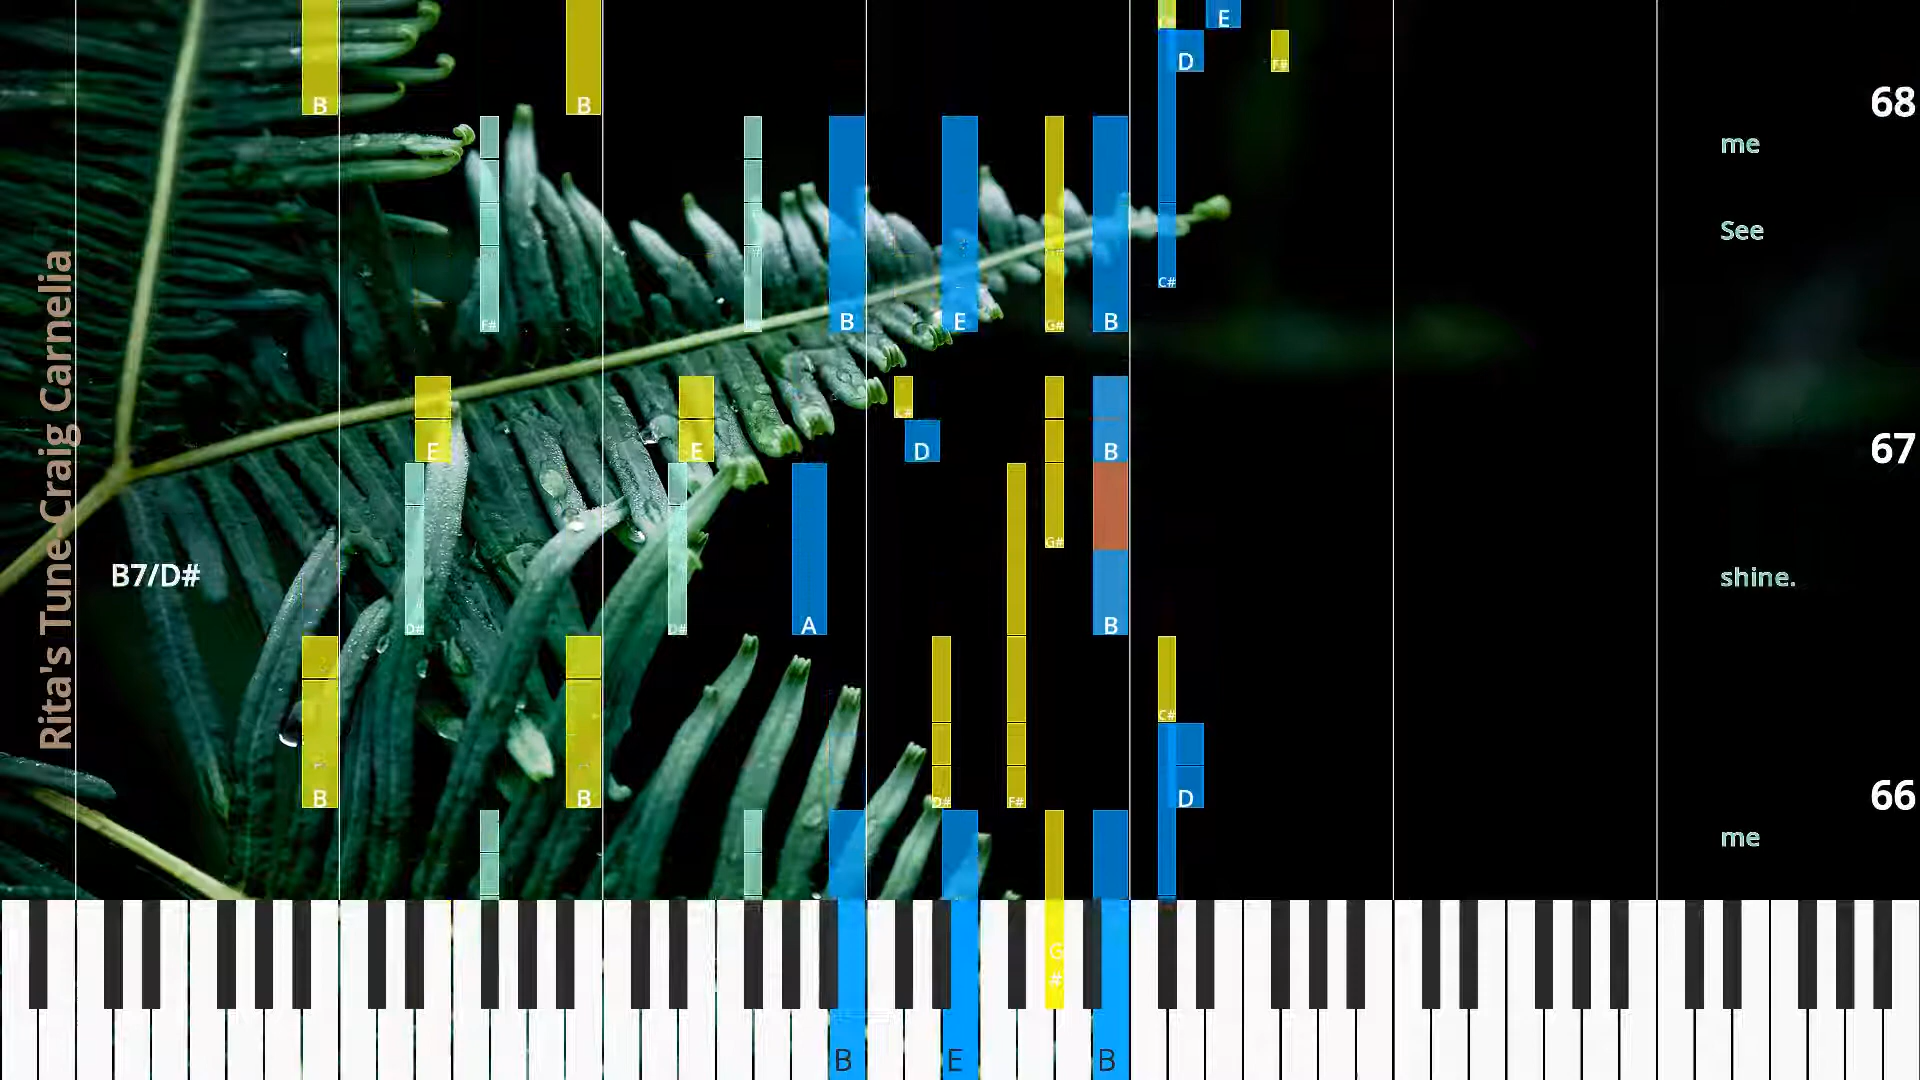 Rita's Tune-Craig Carnelia
C# E
D F#
B B 68
me
See
C#
F# B E G# B
C#
E E D B 67
G#
B7/D# shine.
D# D# A B
C#
B B D# F# D 66
me
G
#
B E B